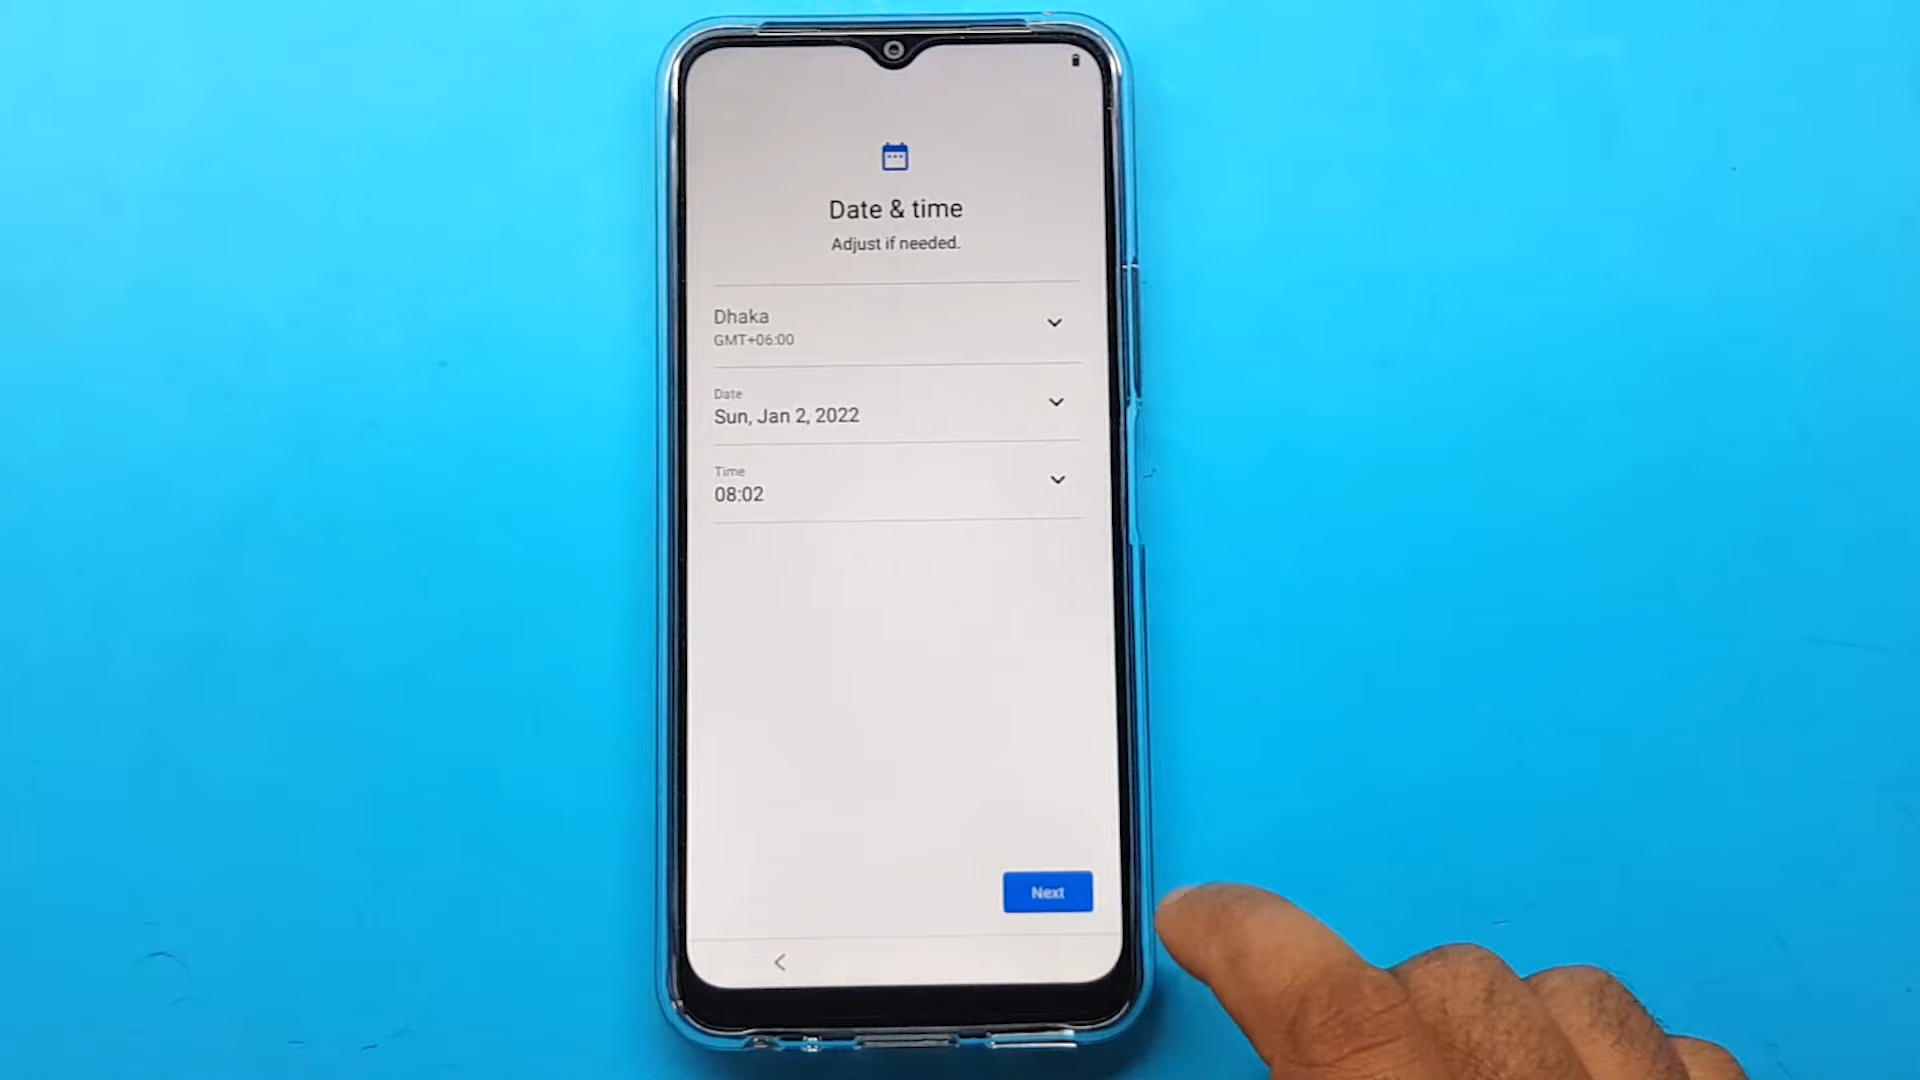 Date & time
Adjust if needed.
Dhaka
GMT+06:00
Date
Sun, Jan 2, 2022
Time
08:02
Next